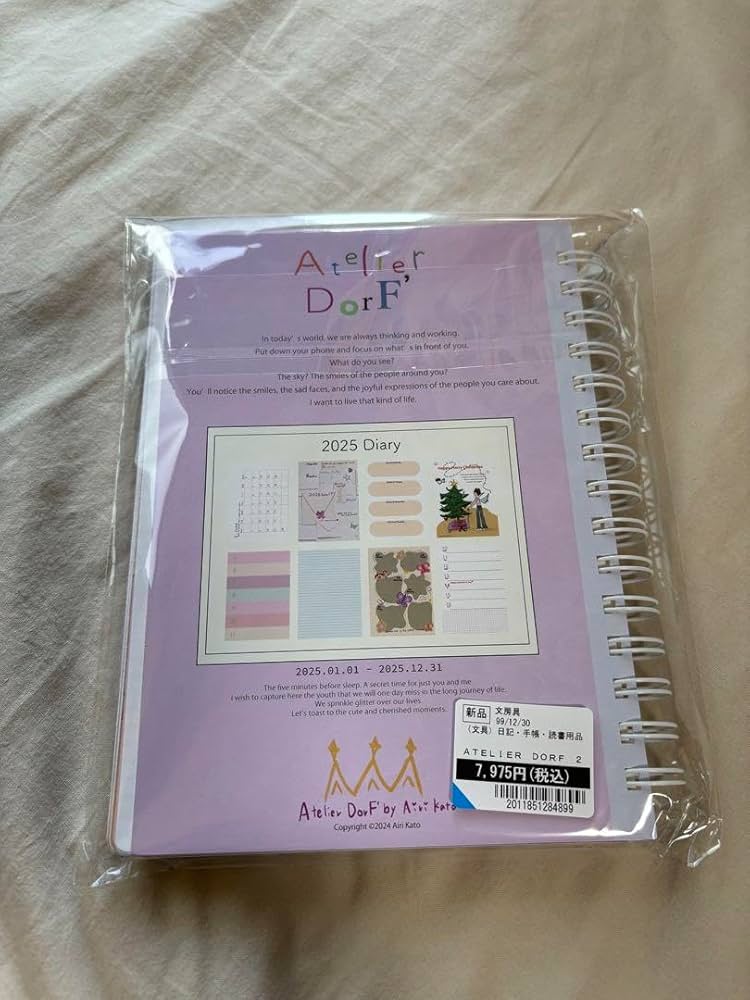 Atelier
DorF'
In today's world, we are always thinking and working.
Put down your phone and focus on what's in front of you.
What do you see?
The sky? The smiles of the people around you?
You'll notice the smiles, the sad faces, and the joyful expressions of the people you care about.
I want to live that kind of life.
2025 Diary
2025.01.01 - 2025.12.31
The five minutes before sleep. A secret time for just you and me
I wish to capture here the youth that we will one day miss in the long journey of life.
We sprinkle glitter over our lives.
Let's toast to the cute and cherished moments.
Atelier DorF' by Airi Kato
Copyright ©2024 Airi Kato
新品 文房具
99/12/30
(文具) 日記・手帳・読書用品
ATELIER DORF 2
7,975円(税込)
2011851284899